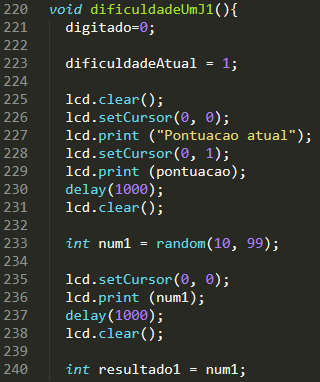 220 void dificuldadeUmJ1(){
221 digitado=0;
222
223 dificuldadeAtual = 1;
224
225 lcd.clear();
226 lcd.setCursor(0, 0);
227 lcd.print ("Pontuacao atual");
228 lcd.setCursor(0, 1);
229 lcd.print (pontuacao);
230 delay(1000);
231 lcd.clear();
232
233 int num1 = random(10, 99);
234
235 lcd.setCursor(0, 0);
236 lcd.print (num1);
237 delay(1000);
238 lcd.clear();
239
240 int resultado1 = num1;